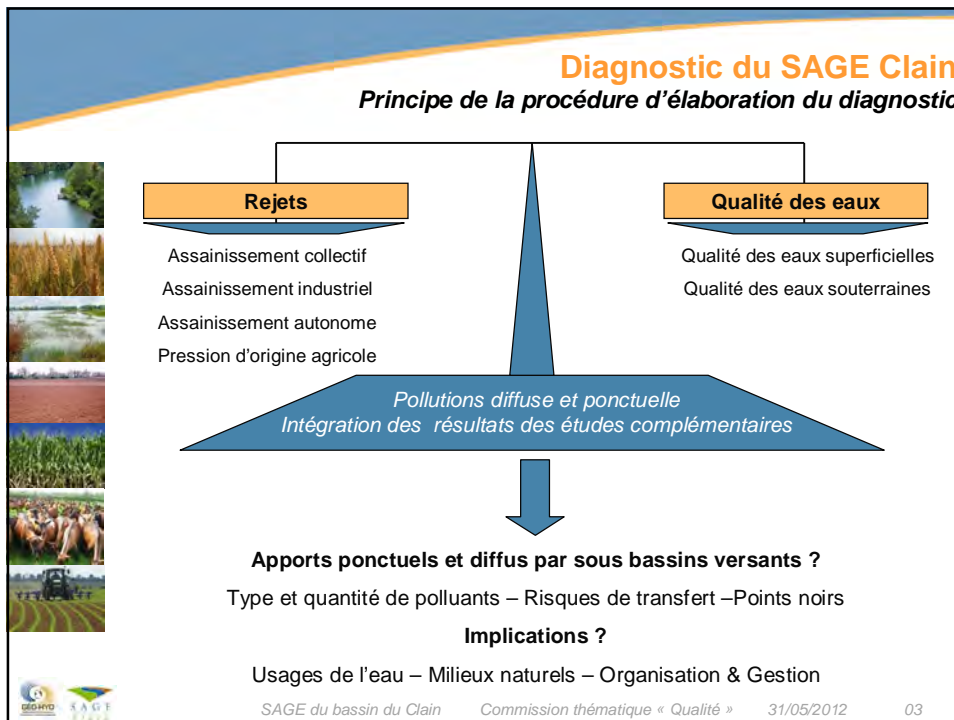 Diagnostic du SAGE Clain
Principe de la procédure d'élaboration du diagnostic
Rejets
Assainissement collectif
Assainissement industriel
Assainissement autonome
Pression d'origine agricole
Qualité des eaux
Qualité des eaux superficielles
Qualité des eaux souterraines
Pollutions diffuse et ponctuelle
Intégration des résultats des études complémentaires
Apports ponctuels et diffus par sous bassins versants ?
Type et quantité de polluants – Risques de transfert –Points noirs
Implications ?
Usages de l'eau – Milieux naturels – Organisation & Gestion
GEO-HYD
SAGE
SAGE du bassin du Clain Commission thématique « Qualité » 31/05/2012 03